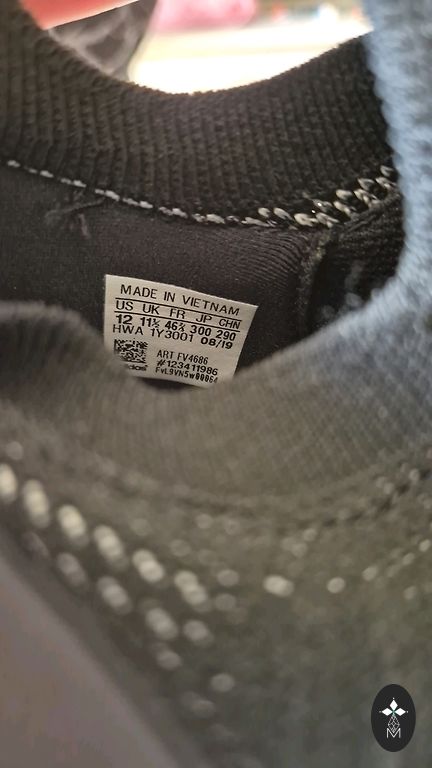 MADE IN VIETNAM
US UK FR JP CHN
12 11½ 46⅔ 300 290
HWA 1Y3001 08/19
ART FV4686
#123411986
adidas
M